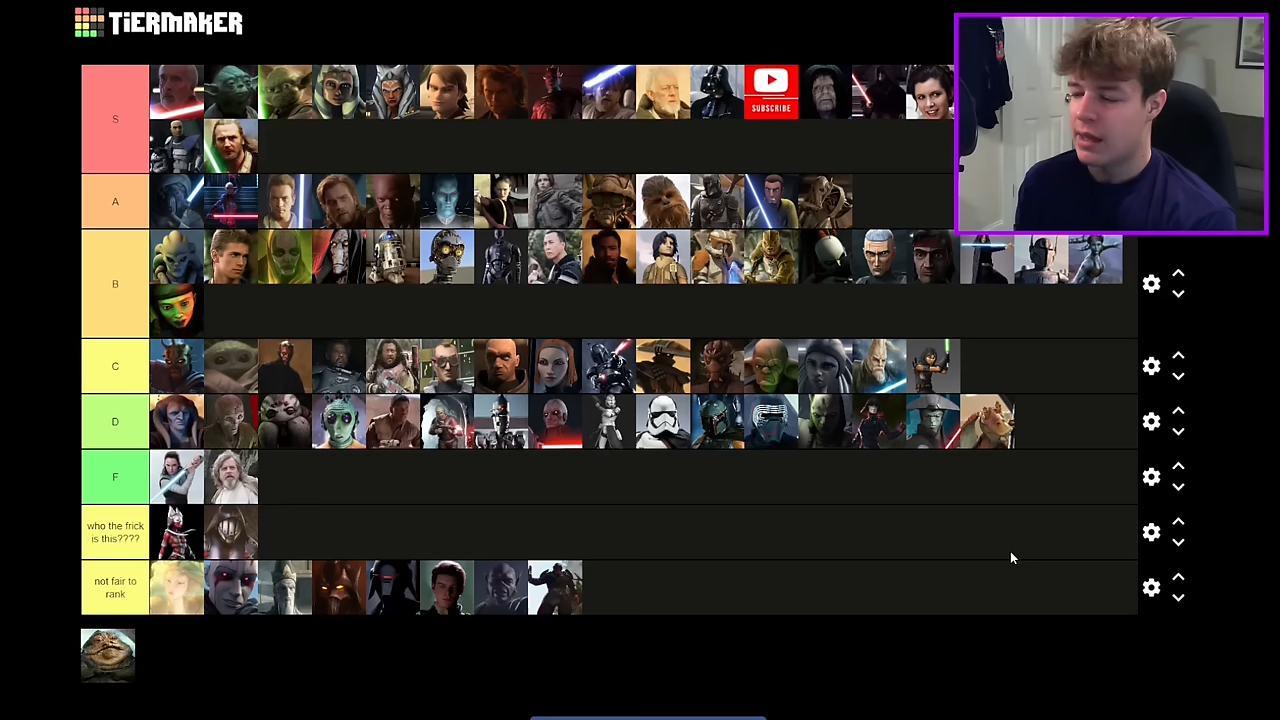 TIERMAKER
S
SUBSCRIBE
A
B
C
D
F
who the frick
is this????
not fair to
rank